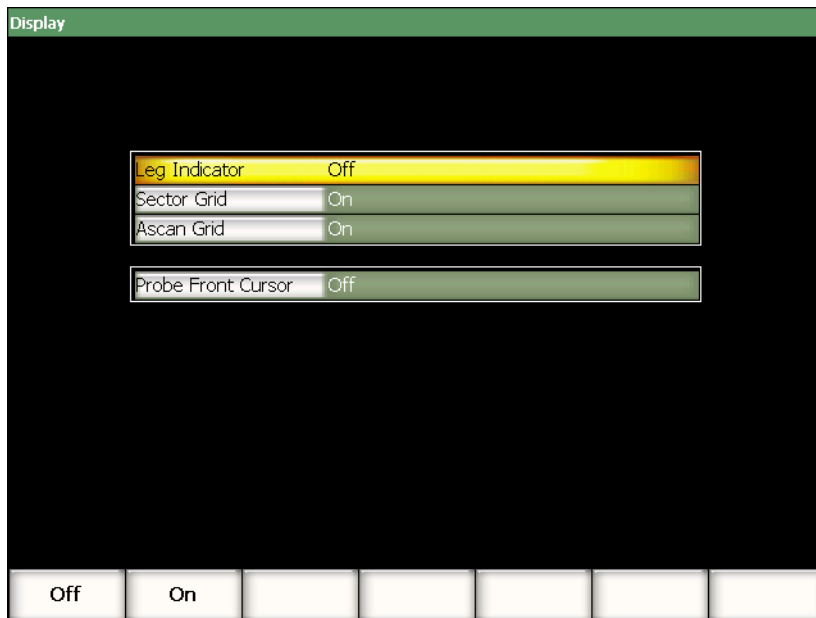 Display
Leg Indicator Off
Sector Grid On
Ascan Grid On
Probe Front Cursor Off
Off On